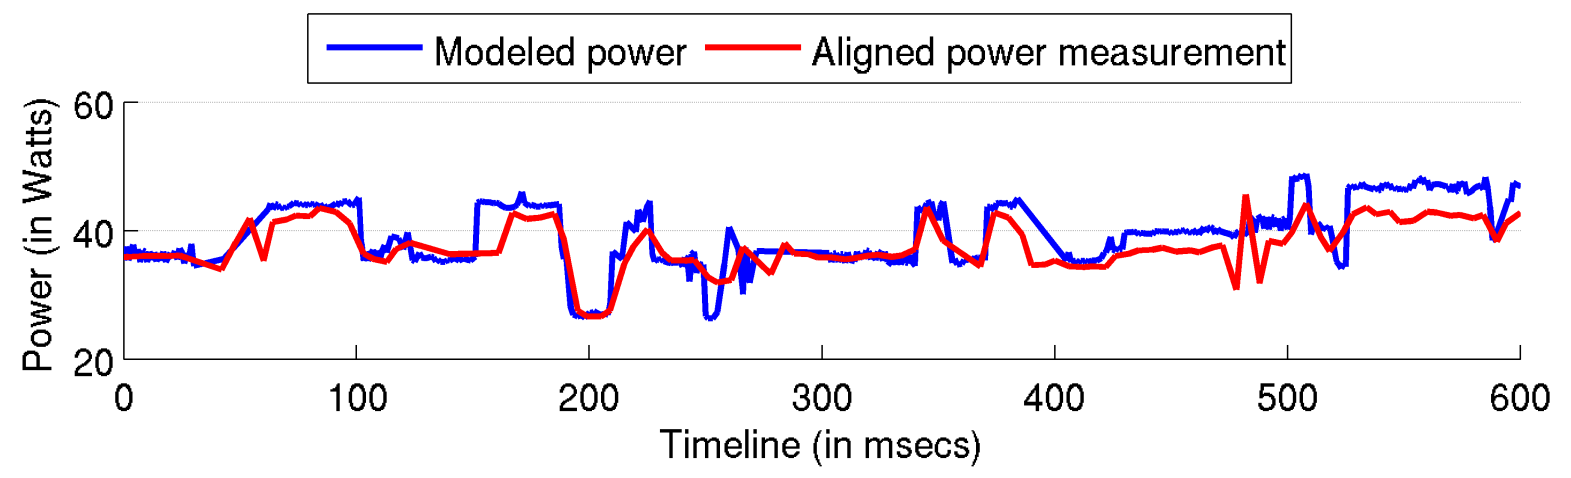 Modeled power Aligned power measurement
Power (in Watts)
60
40
20
0 100 200 300 400 500 600
Timeline (in msecs)